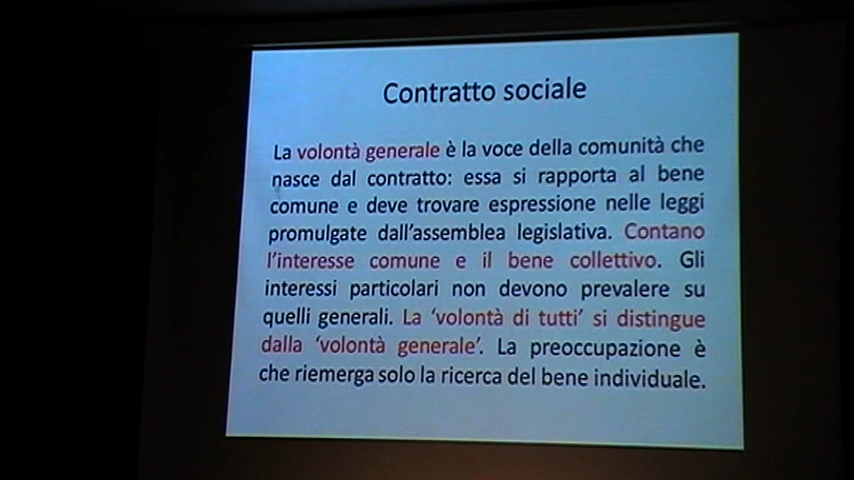 Contratto sociale
La volontà generale è la voce della comunità che
nasce dal contratto: essa si rapporta al bene
comune e deve trovare espressione nelle leggi
promulgate dall'assemblea legislativa. Contano
l'interesse comune e il bene collettivo. Gli
interessi particolari non devono prevalere su
quelli generali. La 'volontà di tutti' si distingue
dalla 'volontà generale'. La preoccupazione è
che riemerga solo la ricerca del bene individuale.